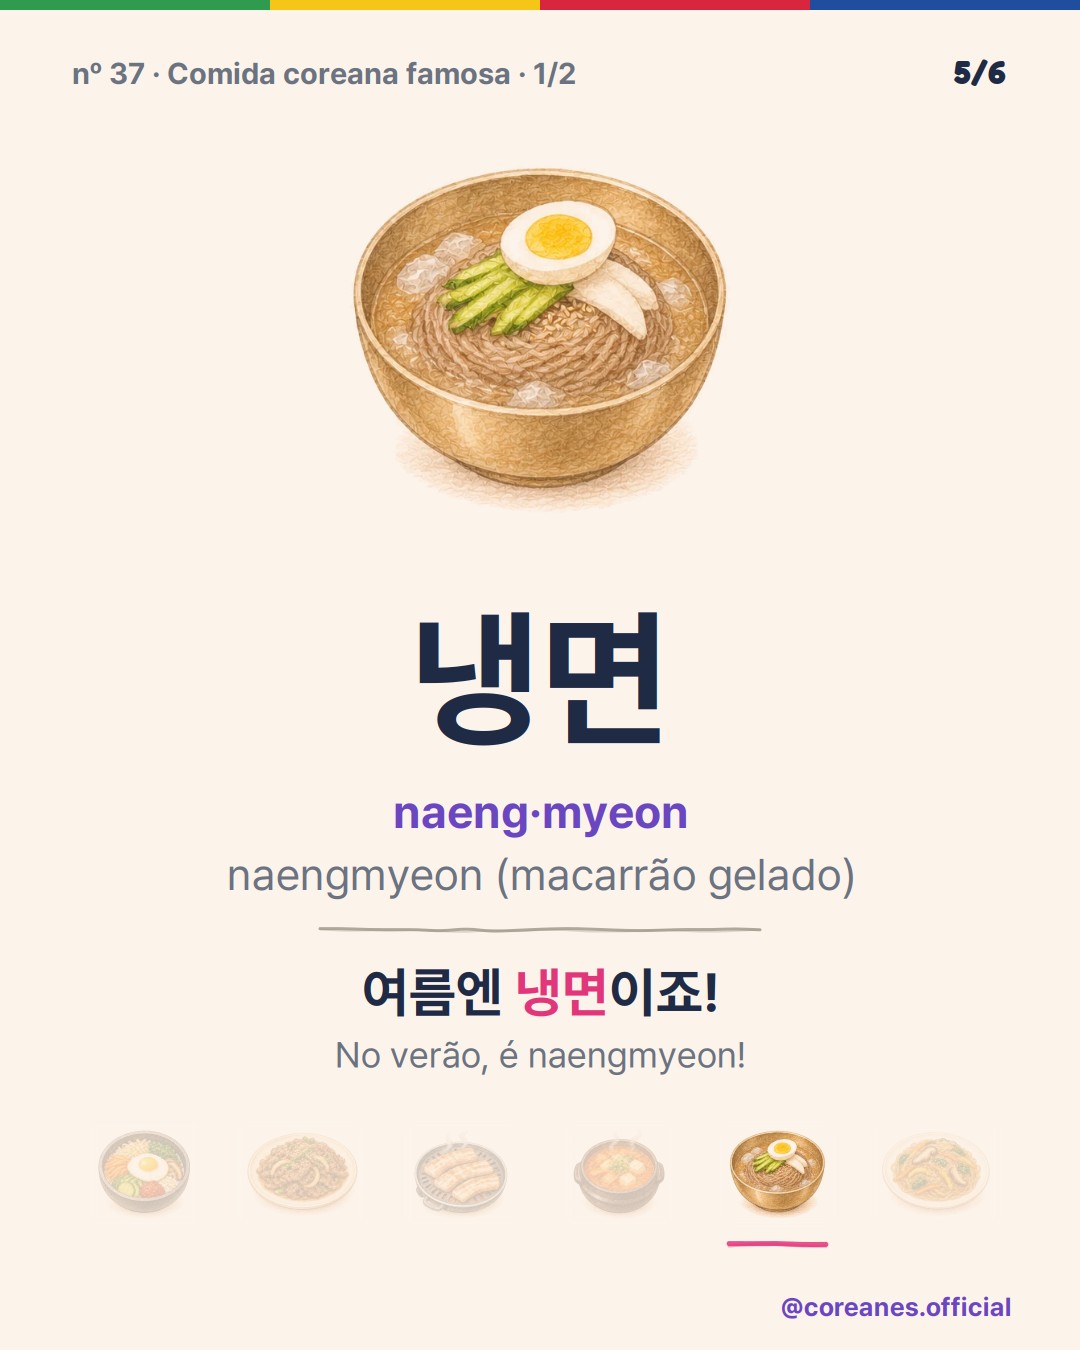 nº 37 · Comida coreana famosa · 1/2
5/6
냉면
naeng·myeon
naengmyeon (macarrão gelado)
여름엔 냉면이죠!
No verão, é naengmyeon!
@coreanes.official